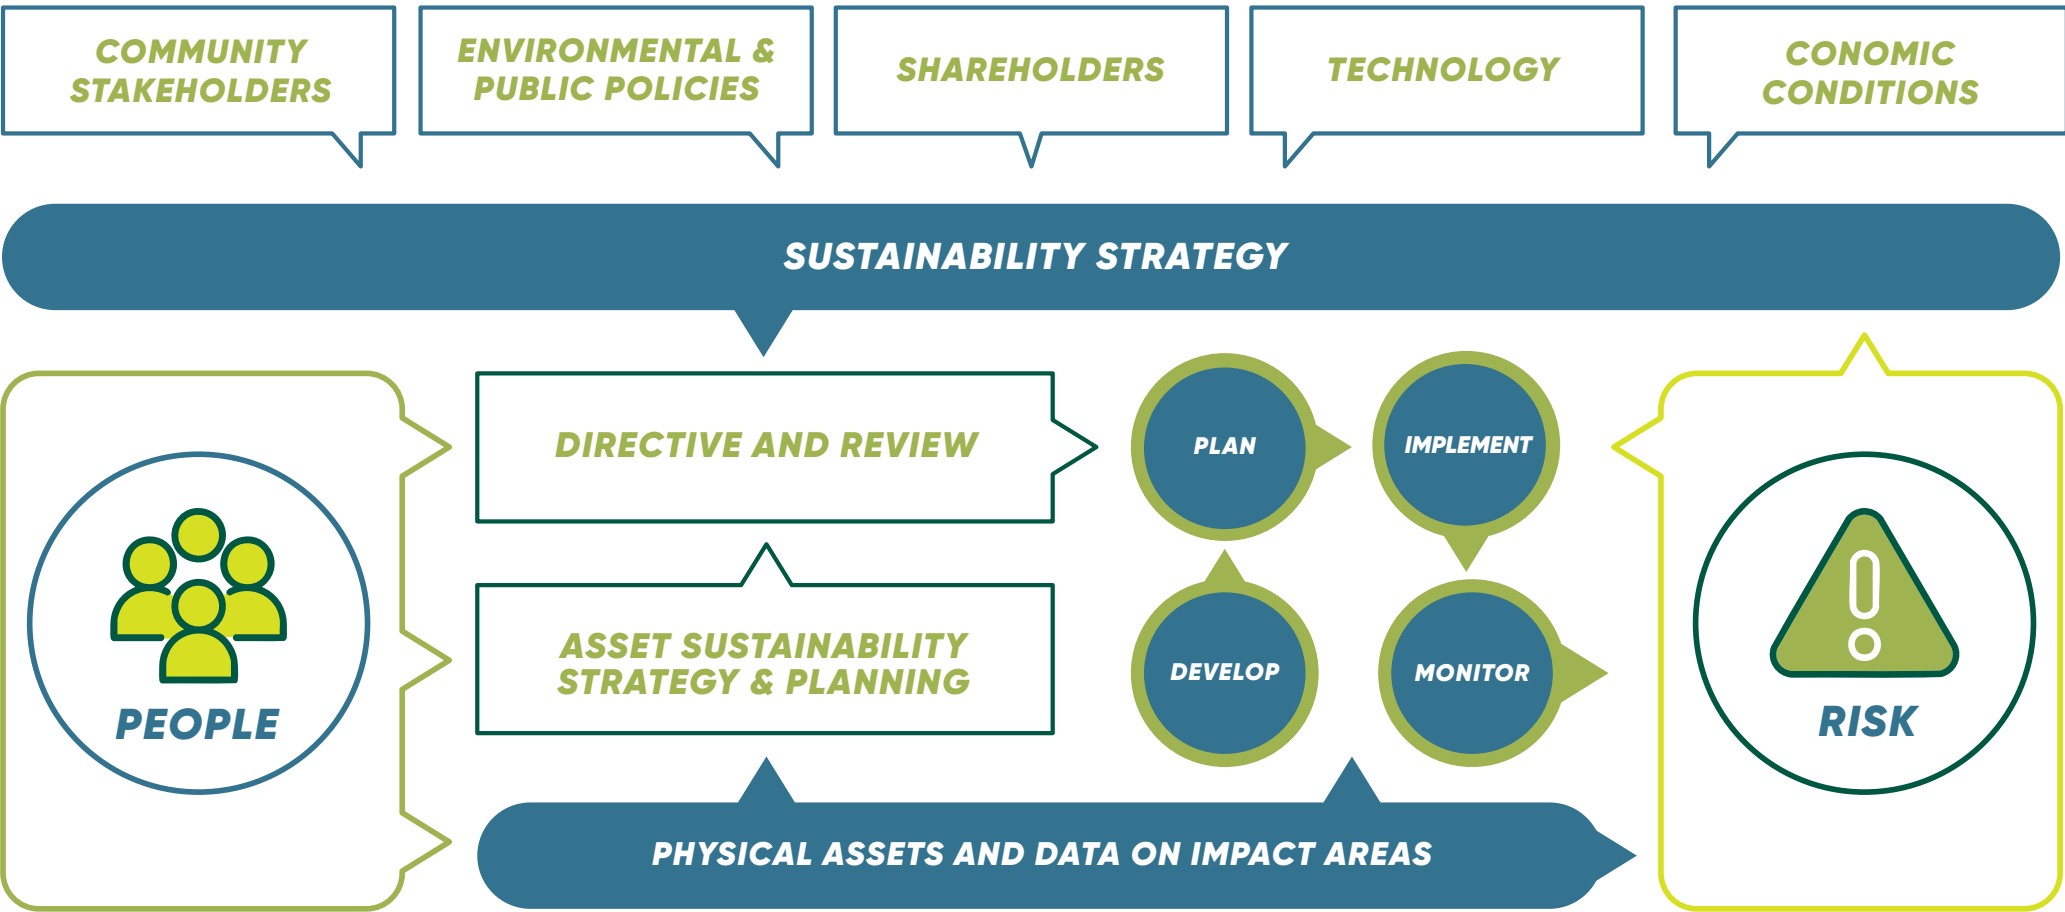 COMMUNITY
STAKEHOLDERS
ENVIRONMENTAL &
PUBLIC POLICIES
SHAREHOLDERS
TECHNOLOGY
CONOMIC
CONDITIONS
SUSTAINABILITY STRATEGY
PEOPLE
DIRECTIVE AND REVIEW
ASSET SUSTAINABILITY
STRATEGY & PLANNING
PLAN
IMPLEMENT
DEVELOP
MONITOR
RISK
PHYSICAL ASSETS AND DATA ON IMPACT AREAS